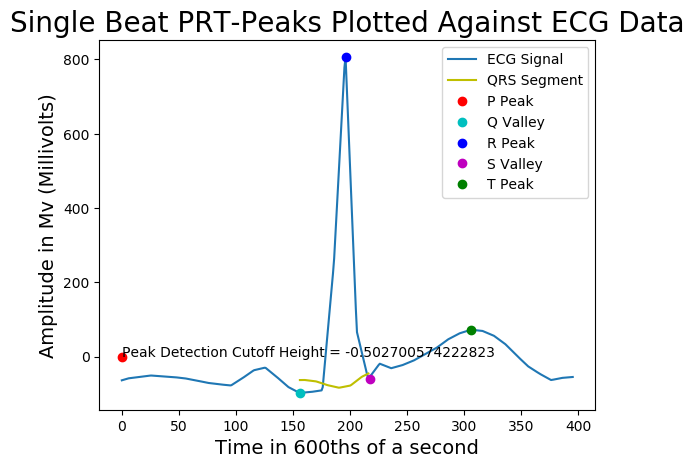 Single Beat PRT-Peaks Plotted Against ECG Data
Amplitude in Mv (Millivolts)
800
600
400
200
0
ECG Signal
QRS Segment
P Peak
Q Valley
R Peak
S Valley
T Peak
Peak Detection Cutoff Height = -0.502700574222823
0 50 100 150 200 250 300 350 400
Time in 600ths of a second